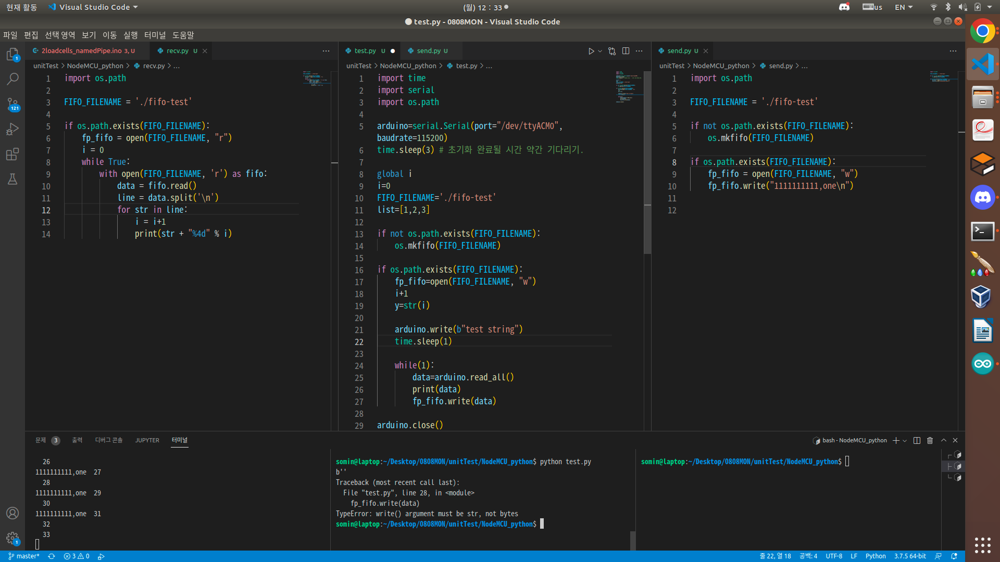 현재 활동 Visual Studio Code (월) 12 : 33 us EN
test.py - 0808MON - Visual Studio Code
파일 편집 선택 영역 보기 이동 실행 터미널 도움말
2loadcells_namedPipe.ino 3, U recv.py U
unitTest > NodeMCU_python > recv.py > ...
1 import os.path
2
3 FIFO_FILENAME = './fifo-test'
4
5 if os.path.exists(FIFO_FILENAME):
6 fp_fifo = open(FIFO_FILENAME, "r")
7 i = 0
8 while True:
9 with open(FIFO_FILENAME, 'r') as fifo:
10 data = fifo.read()
11 line = data.split('\n')
12 for str in line:
13 i = i+1
14 print(str + "%4d" % i)
test.py U send.py U
unitTest > NodeMCU_python > test.py > ...
1 import time
2 import serial
3 import os.path
4
5 arduino=serial.Serial(port="/dev/ttyACM0",
baudrate=115200)
6 time.sleep(3) # 초기화 완료될 시간 약간 기다리기.
7
8 global i
9 i=0
10 FIFO_FILENAME='./fifo-test'
11 list=[1,2,3]
12
13 if not os.path.exists(FIFO_FILENAME):
14 os.mkfifo(FIFO_FILENAME)
15
16 if os.path.exists(FIFO_FILENAME):
17 fp_fifo=open(FIFO_FILENAME, "w")
18 i+1
19 y=str(i)
20
21 arduino.write(b"test string")
22 time.sleep(1)
23
24 while(1):
25 data=arduino.read_all()
26 print(data)
27 fp_fifo.write(data)
28
29 arduino.close()
send.py U
unitTest > NodeMCU_python > send.py > ...
1 import os.path
2
3 FIFO_FILENAME = './fifo-test'
4
5 if not os.path.exists(FIFO_FILENAME):
6 os.mkfifo(FIFO_FILENAME)
7
8 if os.path.exists(FIFO_FILENAME):
9 fp_fifo = open(FIFO_FILENAME, "w")
10 fp_fifo.write("1111111111,one\n")
11
12
1
121
1
문제 3 출력 디버그 콘솔 JUPYTER 터미널 bash - NodeMCU_python
26
1111111111,one 27
28
1111111111,one 29
30
1111111111,one 31
32
33
somin@laptop:~/Desktop/0808MON/unitTest/NodeMCU_python$ python test.py
b''
Traceback (most recent call last):
File "test.py", line 28, in <module>
fp_fifo.write(data)
TypeError: write() argument must be str, not bytes
somin@laptop:~/Desktop/0808MON/unitTest/NodeMCU_python$
somin@laptop:~/Desktop/0808MON/unitTest/NodeMCU_python$
master* 3 0 줄 22, 열 18 공백: 4 UTF-8 LF Python 3.7.5 64-bit